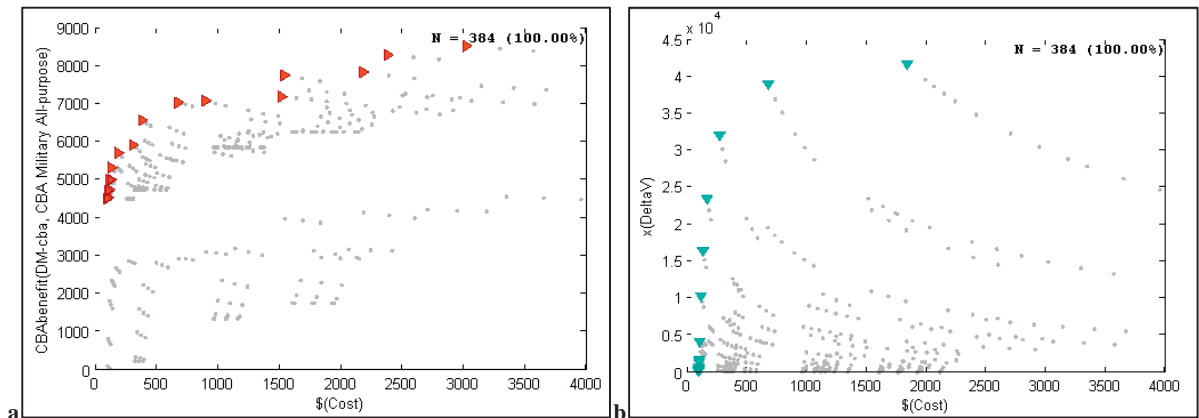 N = 384 (100.00%)
9000
8000
7000
6000
5000
4000
3000
2000
1000
0
CBAbenefit(DM-cba, CBA Military All-purpose)
0 500 1000 1500 2000 2500 3000 3500 4000
$(Cost)
a
x 10^4
N = 384 (100.00%)
4.5
4
3.5
3
2.5
2
1.5
1
0.5
0
x(DeltaV)
0 500 1000 1500 2000 2500 3000 3500 4000
$(Cost)
b